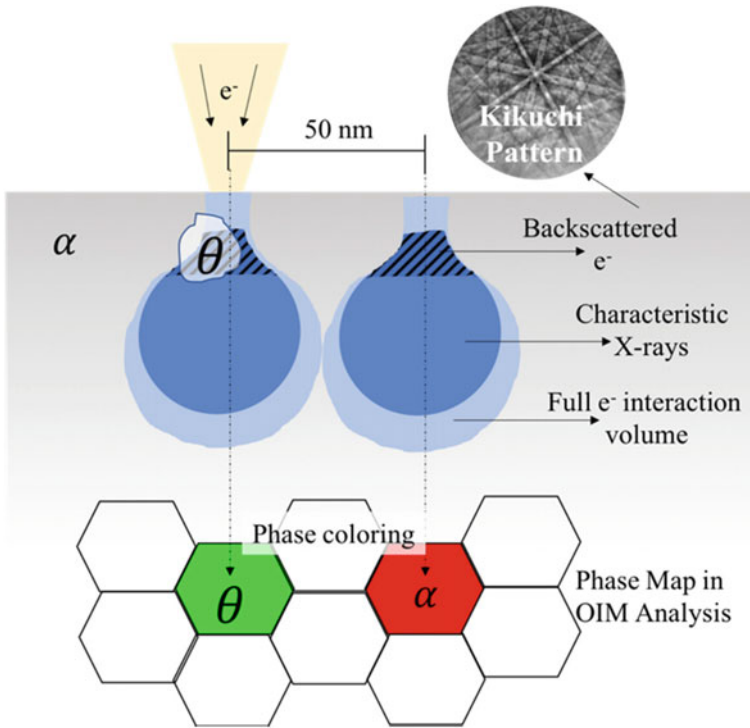 e⁻
50 nm
Kikuchi
Pattern
α
θ
Backscattered
e⁻
Characteristic
X-rays
Full e⁻ interaction
volume
Phase coloring
θ
α
Phase Map in
OIM Analysis